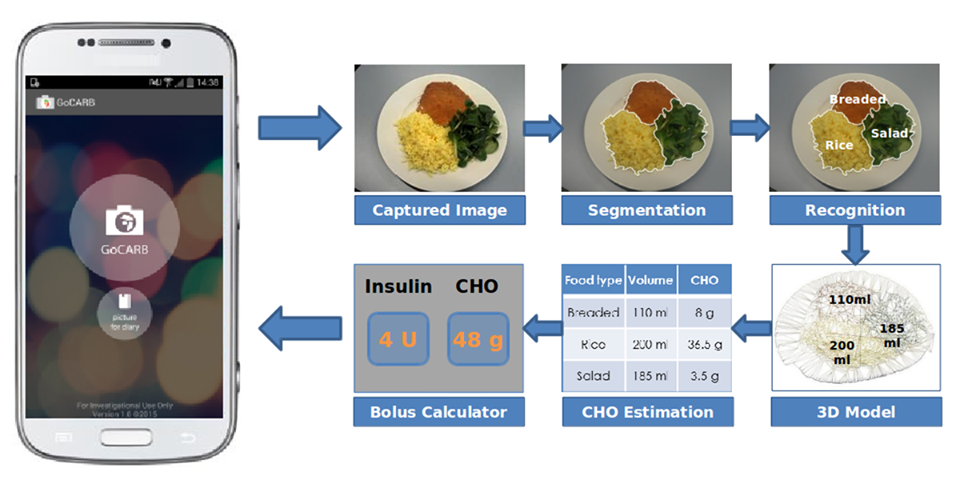 14:38
GoCARB
GoCARB
picture
for diary
For Investigational Use Only
Version 1.6 ©2015
Captured Image
Segmentation
Breaded
Salad
Rice
Recognition
Insulin CHO
4 U 48 g
Bolus Calculator
Food type Volume CHO
Breaded 110 ml 8 g
Rice 200 ml 36.5 g
Salad 185 ml 3.5 g
CHO Estimation
110ml
185
ml
200
ml
3D Model